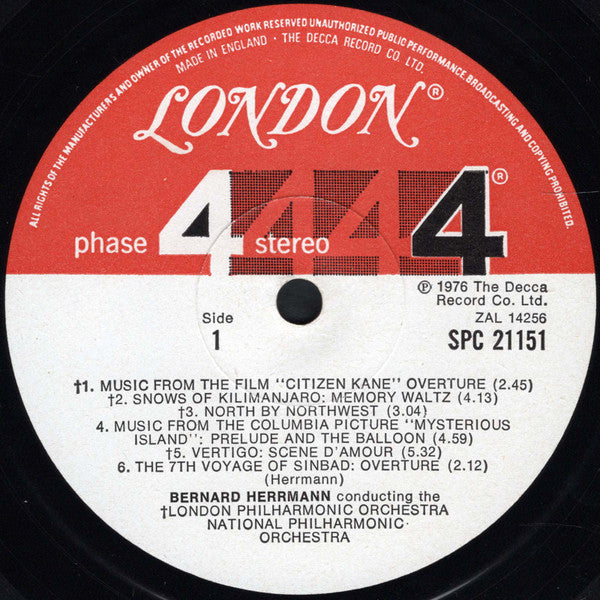 ALL RIGHTS OF THE MANUFACTURERS AND OWNER OF THE RECORDED WORK RESERVED UNAUTHORIZED PUBLIC PERFORMANCE, BROADCASTING AND COPYING PROHIBITED.
MADE IN ENGLAND · THE DECCA RECORD CO. LTD.
LONDON®
phase 4 stereo 4 4 4®
℗ 1976 The Decca
Record Co. Ltd.
Side
ZAL 14256
1
SPC 21151
†1. MUSIC FROM THE FILM "CITIZEN KANE" OVERTURE (2.45)
†2. SNOWS OF KILIMANJARO: MEMORY WALTZ (4.13)
†3. NORTH BY NORTHWEST (3.04)
4. MUSIC FROM THE COLUMBIA PICTURE "MYSTERIOUS
ISLAND": PRELUDE AND THE BALLOON (4.59)
†5. VERTIGO: SCENE D'AMOUR (5.32)
6. THE 7TH VOYAGE OF SINBAD: OVERTURE (2.12)
(Herrmann)
BERNARD HERRMANN conducting the
†LONDON PHILHARMONIC ORCHESTRA
NATIONAL PHILHARMONIC
ORCHESTRA